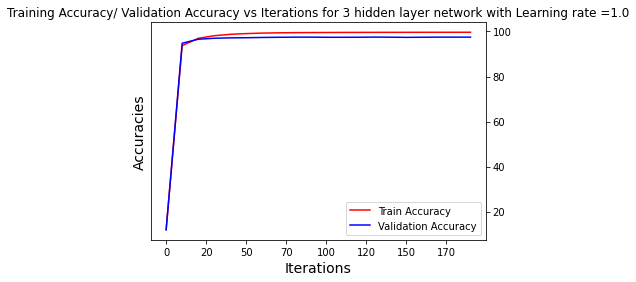 Training Accuracy/ Validation Accuracy vs Iterations for 3 hidden layer network with Learning rate =1.0
100
80
60
40
20
Accuracies
Train Accuracy
Validation Accuracy
0 20 50 70 100 120 150 170
Iterations